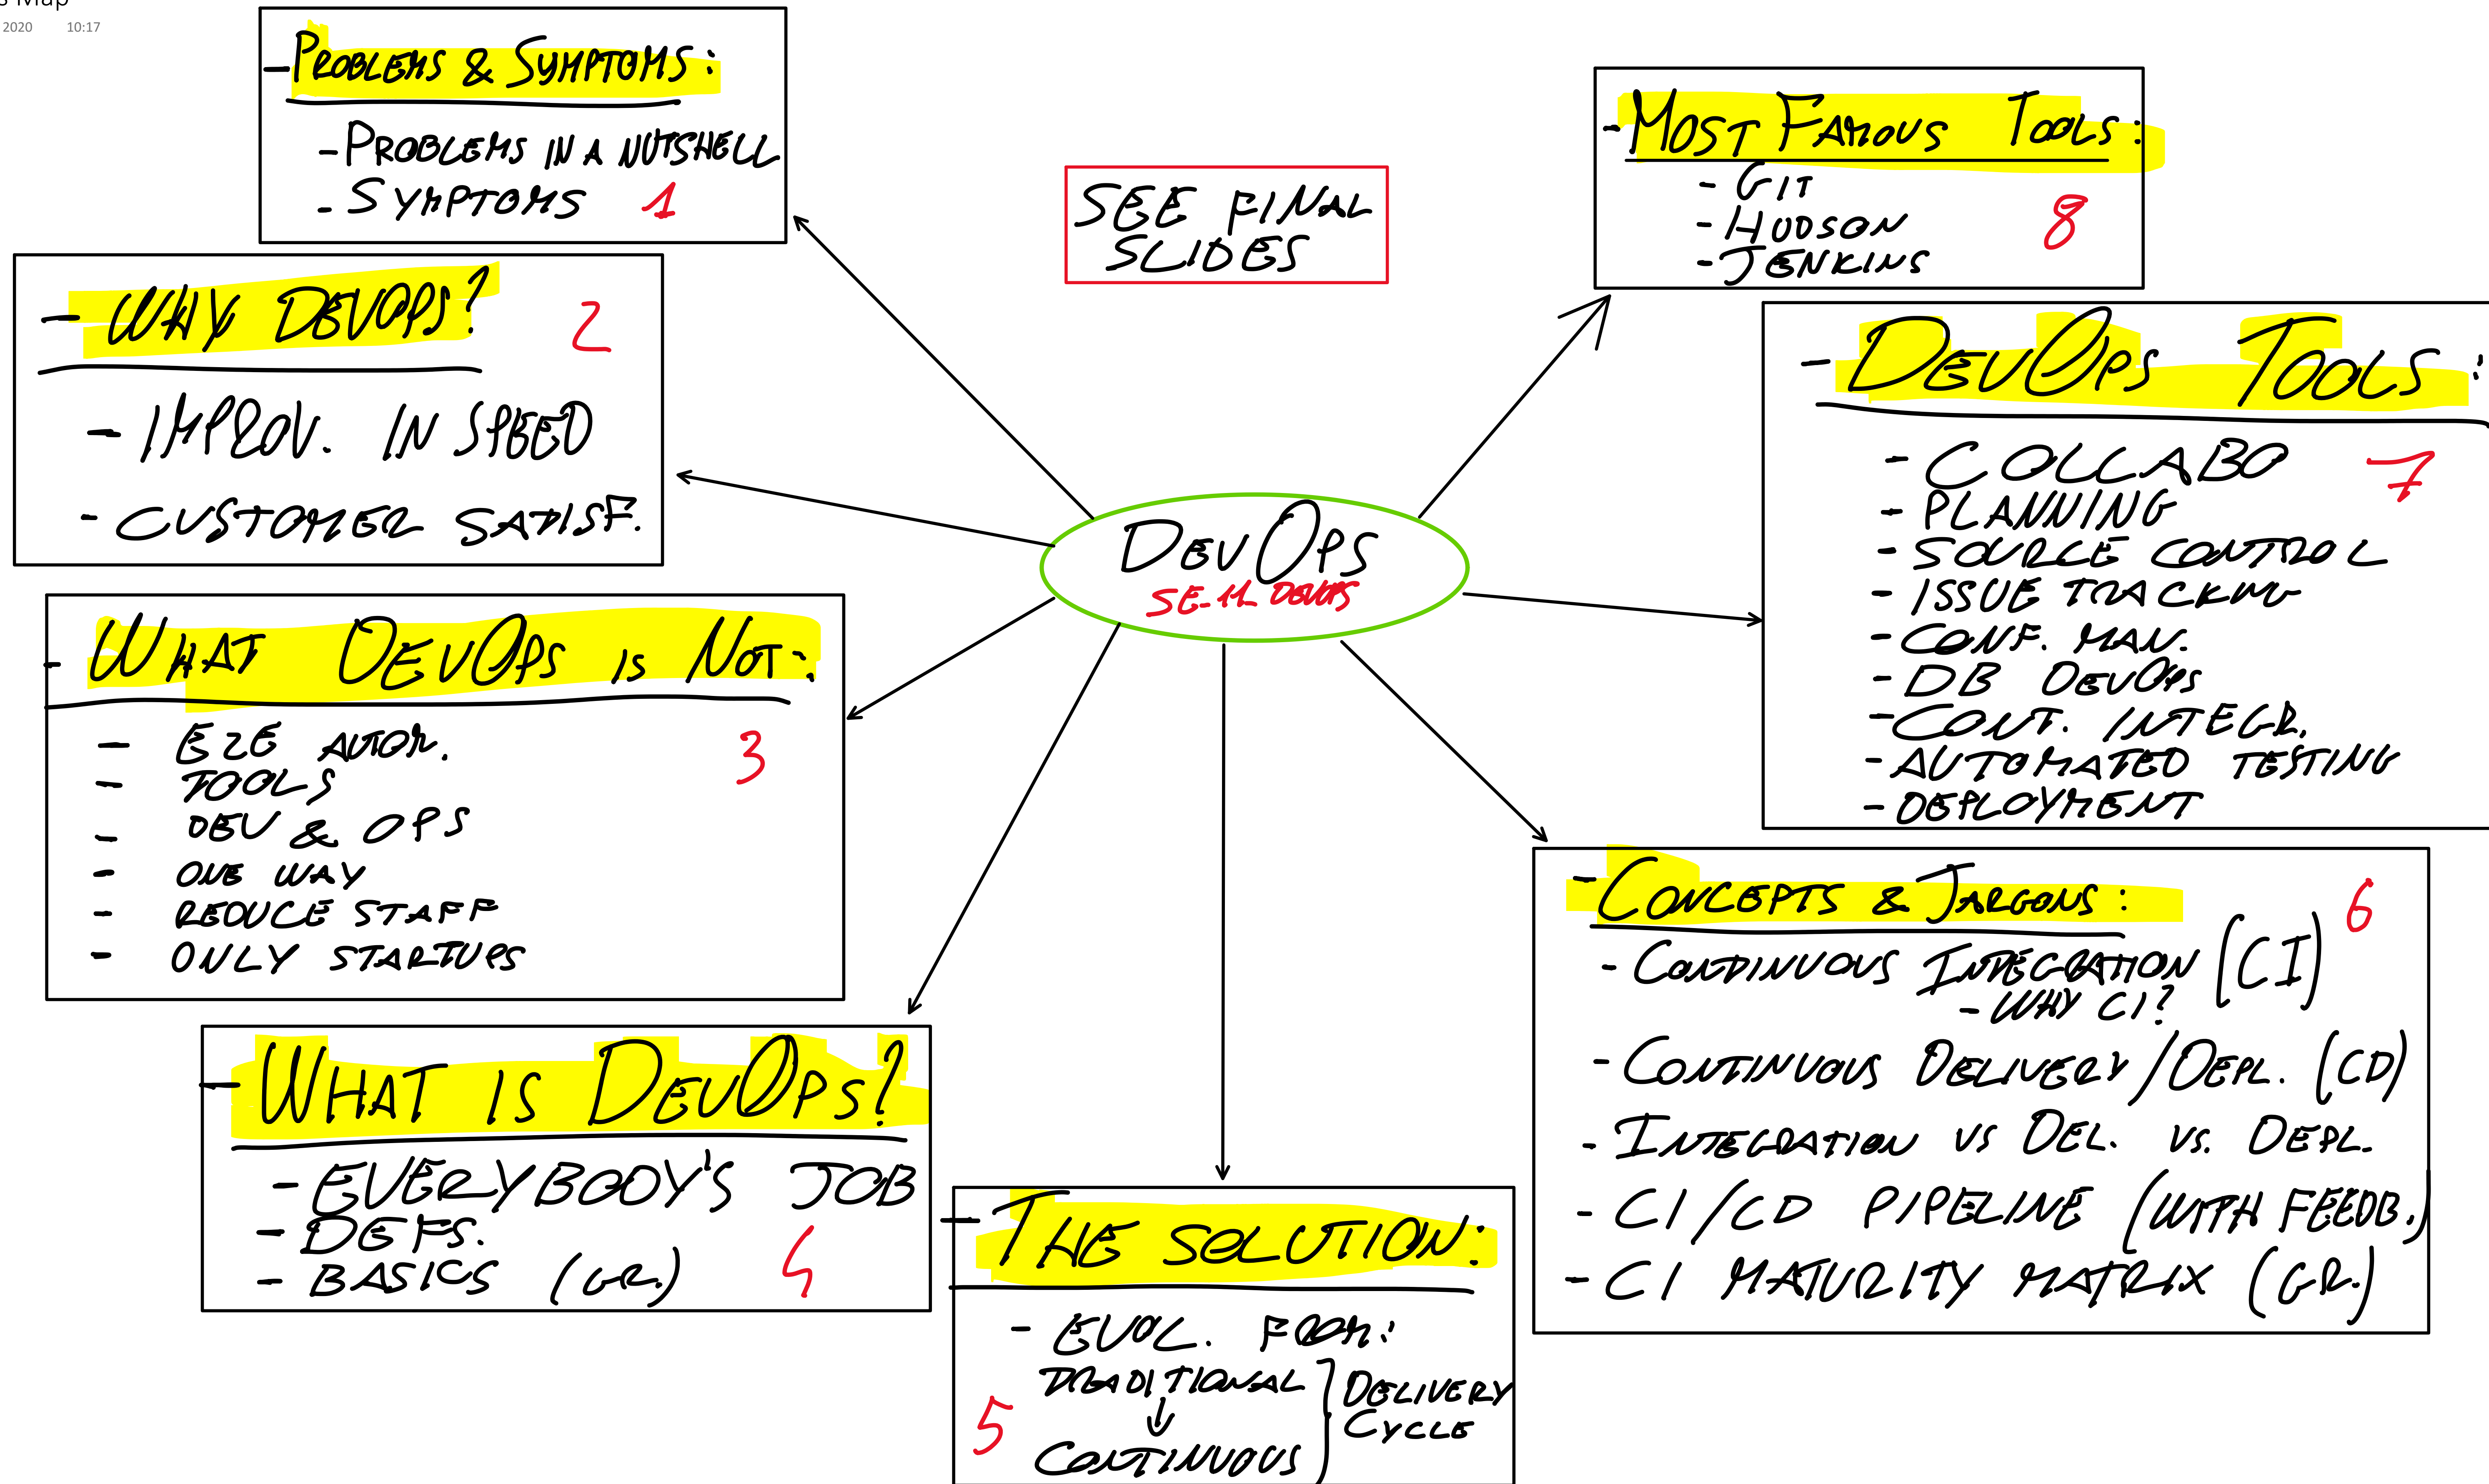 s Map
2020 10:17
- PROBLEMS & SYMPTOMS:
- PROBLEMS IN A NUTSHELL
- SYMPTOMS 1
- WHY DEVOPS? 2
- IMPROV. IN SPEED
- CUSTOMER SATISF.
- WHAT DEVOPS IS NOT:
- E2E AUTOM. 3
- TOOLS
- DEV & OPS
- ONE WAY
- REDUCE STAFF
- ONLY STARTUPS
- WHAT IS DEVOPS?
- EVERYBODY'S JOB
- DEFS.
- BASICS (GR.) 4
- THE SOLUTION:
- EVOL. FROM:
TRADITIONAL
↓
CONTINUOUS
DELIVERY
CYCLE
5
- CONCEPTS & JARGONS: 6
- CONTINUOUS INTEGRATION (CI)
- WHY CI?
- CONTINUOUS DELIVERY/DEPL. (CD)
- INTEGRATION VS DEL. VS. DEPL.
- CI/CD PIPELINE (WITH FEEDB.)
- CI MATURITY MATRIX (GR.)
- DEVOPS TOOLS:
- COLLABO 7
- PLANNING
- SOURCE CONTROL
- ISSUE TRACKING
- CONF. MAN.
- DB DEVOPS
- CONT. INTEGR.
- AUTOMATED TESTING
- DEPLOYMENT
- MOST FAMOUS TOOLS:
- GIT
- HUDSON 8
- JENKINS
SEE FINAL
SLIDES
DEVOPS
SE-11 DEVOPS